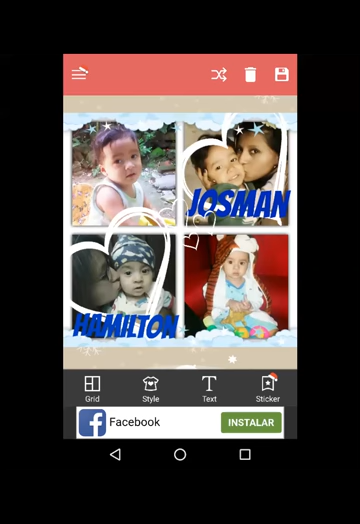 JOSMAN
HAMILTON
Grid
Style
Text
Sticker
Facebook
INSTALAR